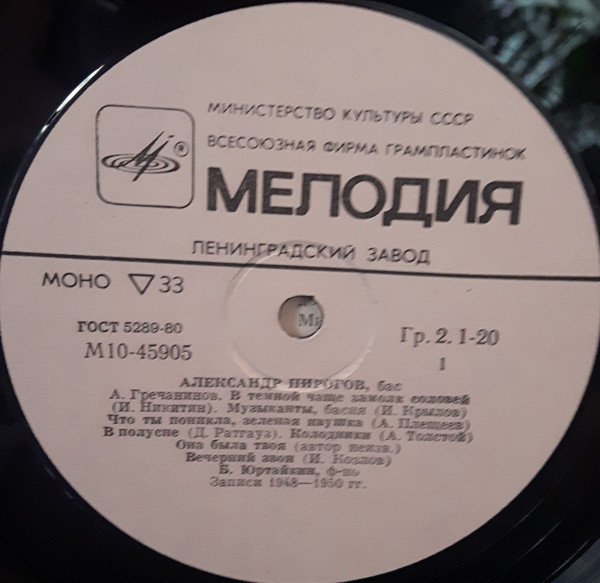 МИНИСТЕРСТВО КУЛЬТУРЫ СССР
ВСЕСОЮЗНАЯ ФИРМА ГРАМПЛАСТИНОК
МЕЛОДИЯ
ЛЕНИНГРАДСКИЙ ЗАВОД
МОНО ▽ 33
ГОСТ 5289-80
М10-45905
Гр. 2. 1-20
1
АЛЕКСАНДР ПИРОГОВ, бас
А. Гречанинов. В темной чаще замолк соловей
(И. Никитин). Музыканты, басня (И. Крылов)
Что ты поникла, зеленая ивушка (А. Плещеев)
В полусне (Д. Ратгауз). Колодники (А. Толстой)
Она была твоя (автор неизв.)
Вечерний звон (И. Козлов)
Б. Юртайкин, ф-но
Записи 1948—1950 гг.